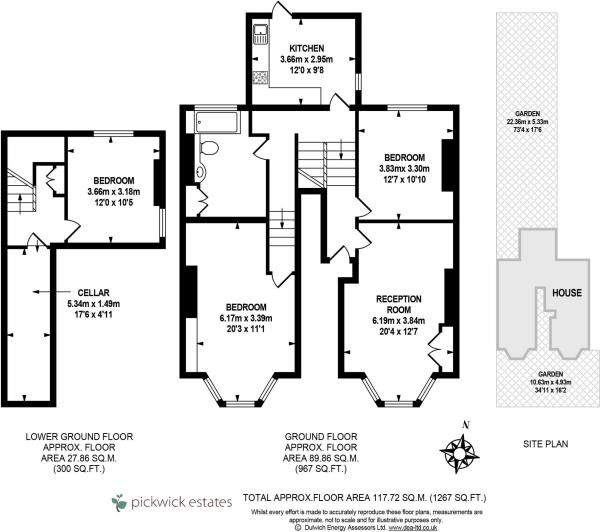 KITCHEN
3.66m x 2.95m
12'0 x 9'8
GARDEN
22.36m x 5.33m
73'4 x 17'6
BEDROOM
3.66m x 3.18m
12'0 x 10'5
BEDROOM
3.83mx 3.30m
12'7 x 10'10
CELLAR
5.34m x 1.49m
17'6 x 4'11
BEDROOM
6.17m x 3.39m
20'3 x 11'1
RECEPTION
ROOM
6.19m x 3.84m
20'4 x 12'7
HOUSE
GARDEN
10.63m x 4.93m
34'11 x 16'2
LOWER GROUND FLOOR
APPROX. FLOOR
AREA 27.86 SQ.M.
(300 SQ.FT.)
GROUND FLOOR
APPROX. FLOOR
AREA 89.86 SQ.M.
(967 SQ.FT.)
N
SITE PLAN
pickwick estates
TOTAL APPROX.FLOOR AREA 117.72 SQ.M. (1267 SQ.FT.)
Whilst every effort is made to accurately reproduce these floor plans, measurements are
approximate, not to scale and for illustrative purposes only.
© Dulwich Energy Assessors Ltd. www.dea-ltd.co.uk